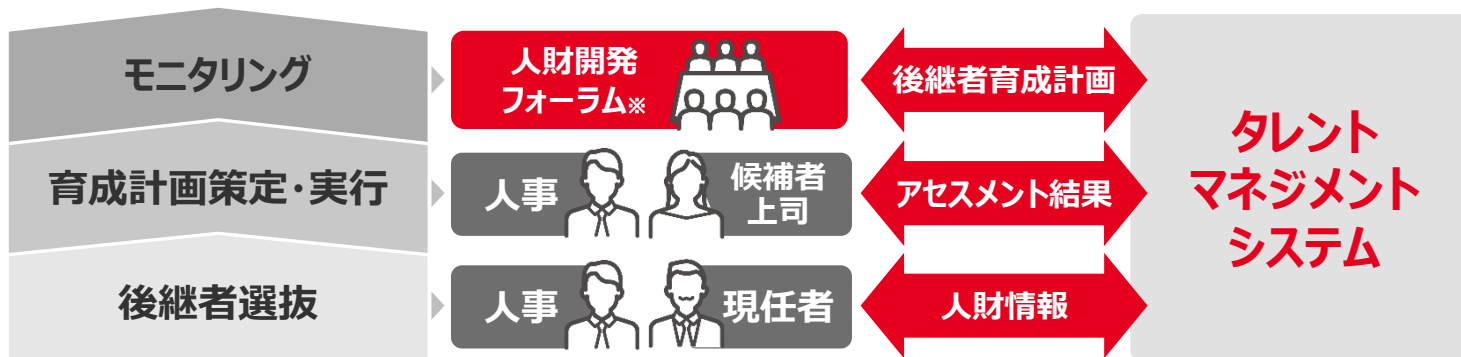 モニタリング
人財開発
フォーラム※
後継者育成計画
育成計画策定・実行
人事
候補者
上司
アセスメント結果
後継者選抜
人事
現任者
人財情報
タレント
マネジメント
システム